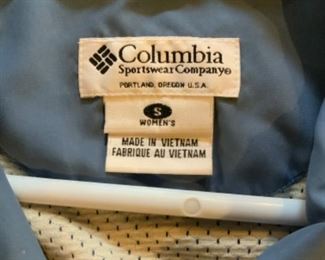 Columbia
Sportswear Company®
PORTLAND, OREGON U.S.A.
S
WOMEN'S
MADE IN VIETNAM
FABRIQUE AU VIETNAM